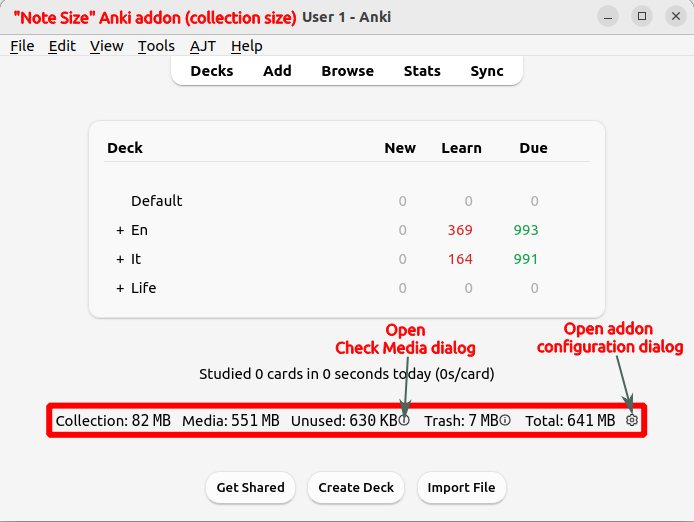 "Note Size" Anki addon (collection size) User 1 - Anki
File Edit View Tools AJT Help
Decks Add Browse Stats Sync
Deck New Learn Due
Default 0 0 0
+ En 0 369 993
+ It 0 164 991
+ Life 0 0 0
Open
Check Media dialog
Open addon
configuration dialog
Studied 0 cards in 0 seconds today (0s/card)
Collection: 82 MB Media: 551 MB Unused: 630 KB Trash: 7 MB Total: 641 MB
Get Shared Create Deck Import File